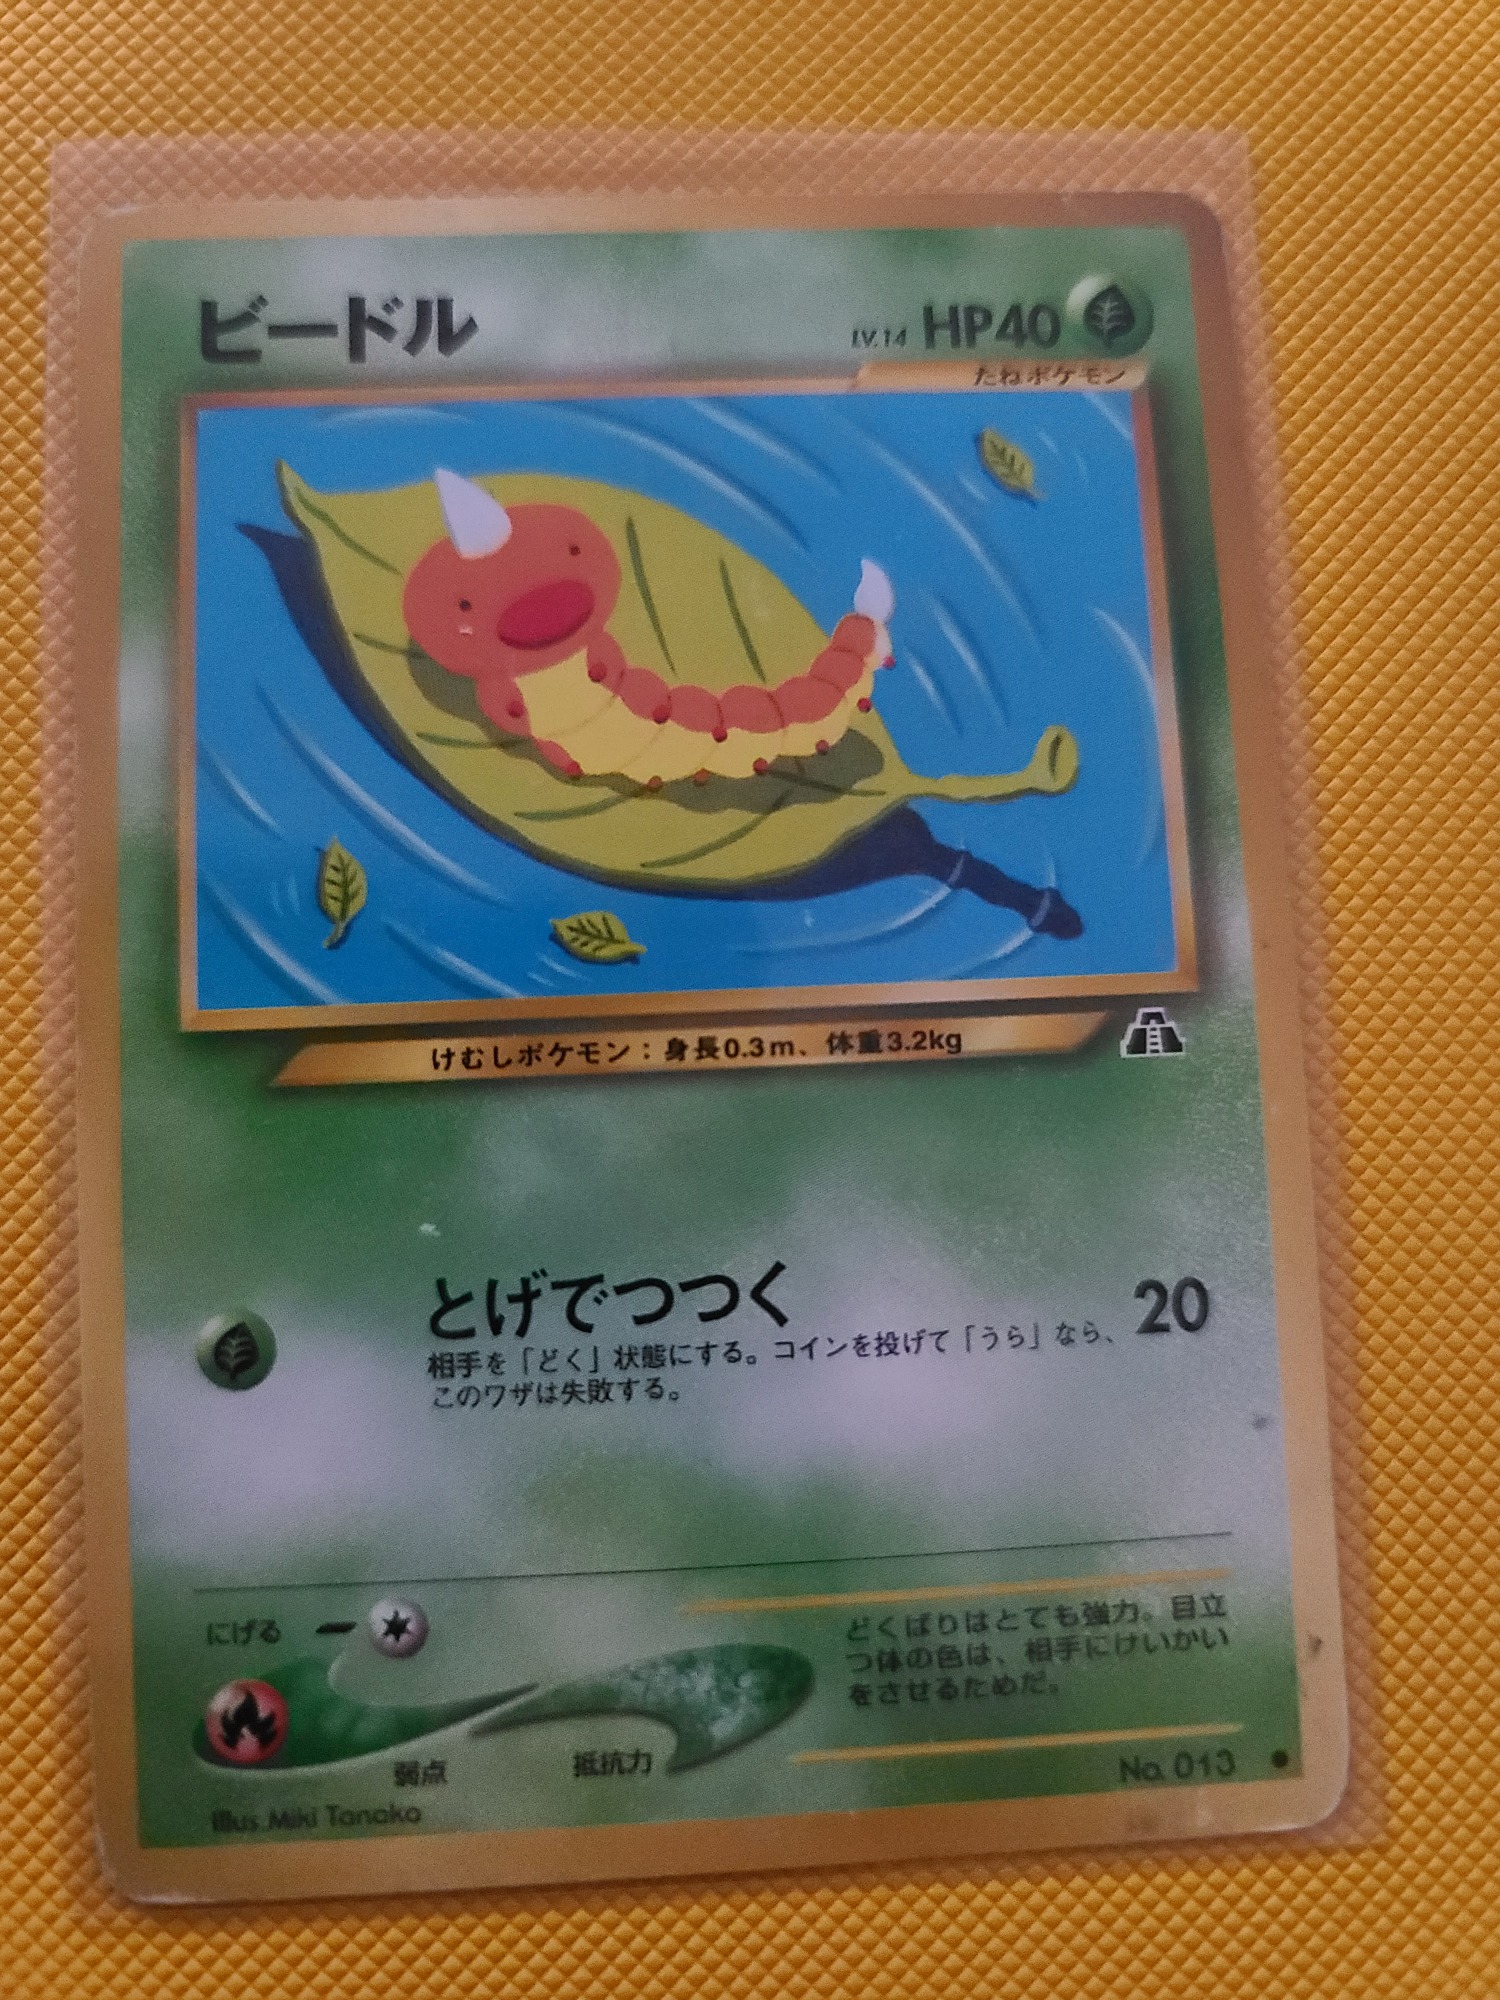 ビードル
LV.14 HP40
たねポケモン
けむしポケモン：身長0.3m、体重3.2kg
とげでつつく 20
相手を「どく」状態にする。コインを投げて「うら」なら、
このワザは失敗する。
にげる
どくばりはとても強力。目立
つ体の色は、相手にけいかい
をさせるためだ。
弱点 抵抗力
No. 013
Illus. Miki Tanaka